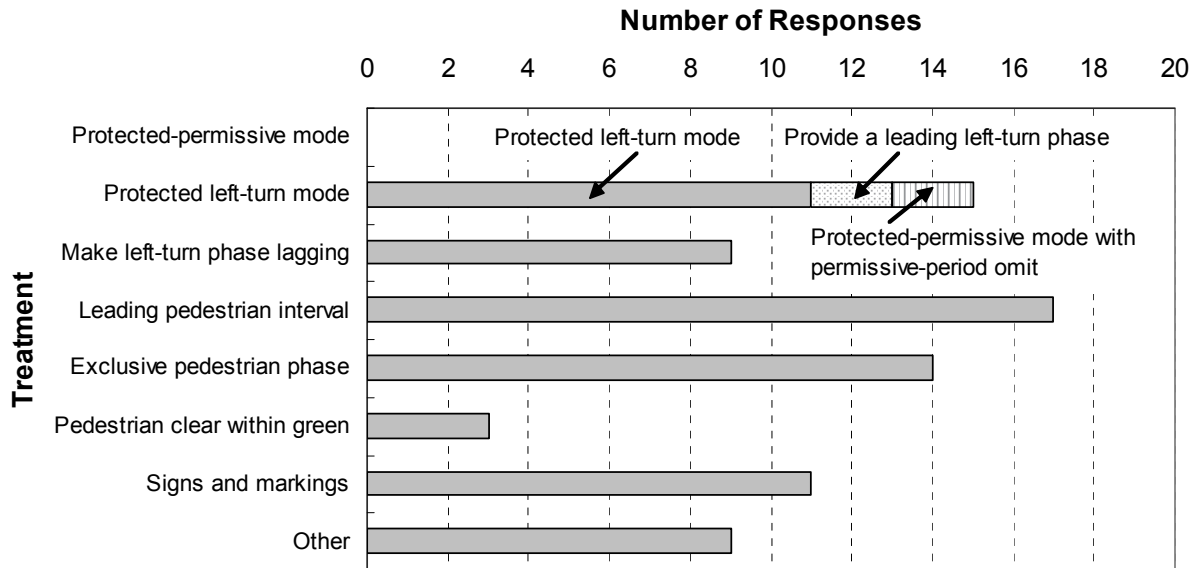 Number of Responses
0 2 4 6 8 10 12 14 16 18 20
Treatment
Protected-permissive mode
Protected left-turn mode Provide a leading left-turn phase
Protected left-turn mode
Protected-permissive mode with
permissive-period omit
Make left-turn phase lagging
Leading pedestrian interval
Exclusive pedestrian phase
Pedestrian clear within green
Signs and markings
Other